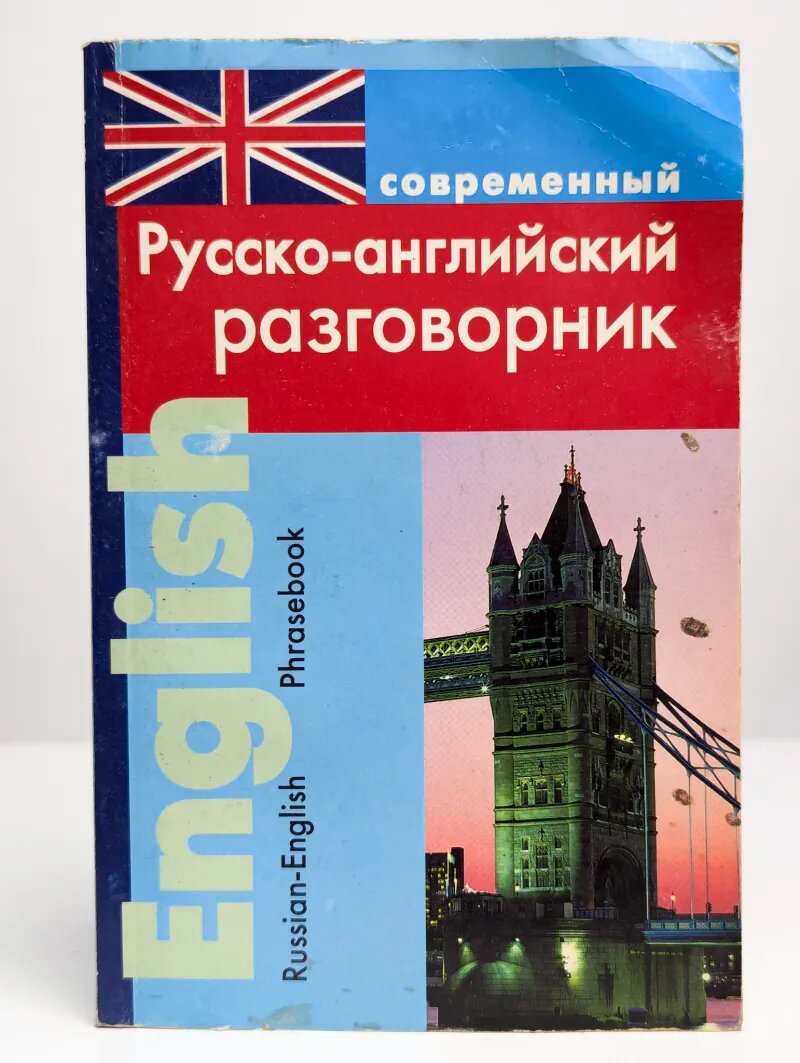 современный
Русско-английский
разговорник
English
Russian-English Phrasebook